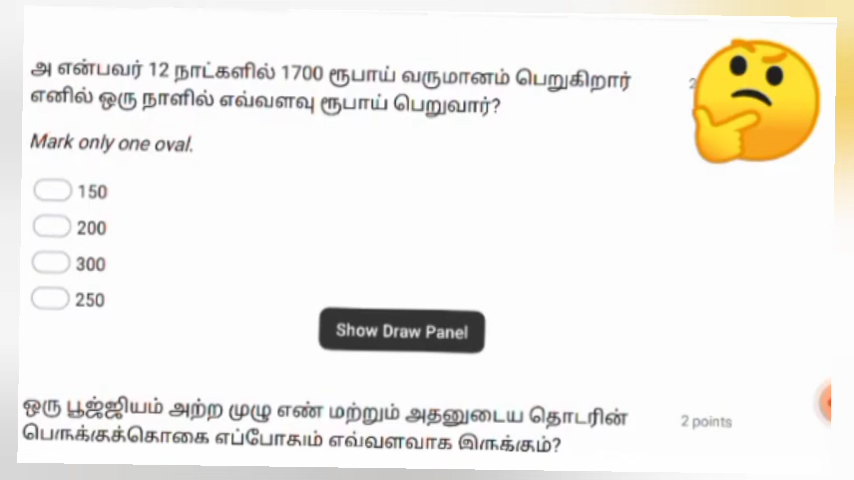 அ என்பவர் 12 நாட்களில் 1700 ரூபாய் வருமானம் பெறுகிறார்
எனில் ஒரு நாளில் எவ்வளவு ரூபாய் பெறுவார்?
Mark only one oval.
150
200
300
250
Show Draw Panel
ஒரு பூஜ்ஜியம் அற்ற முழு எண் மற்றும் அதனுடைய தொடரின்
2 points
பெருக்குத்தொகை எப்போதும் எவ்வளவாக இருக்கும்?